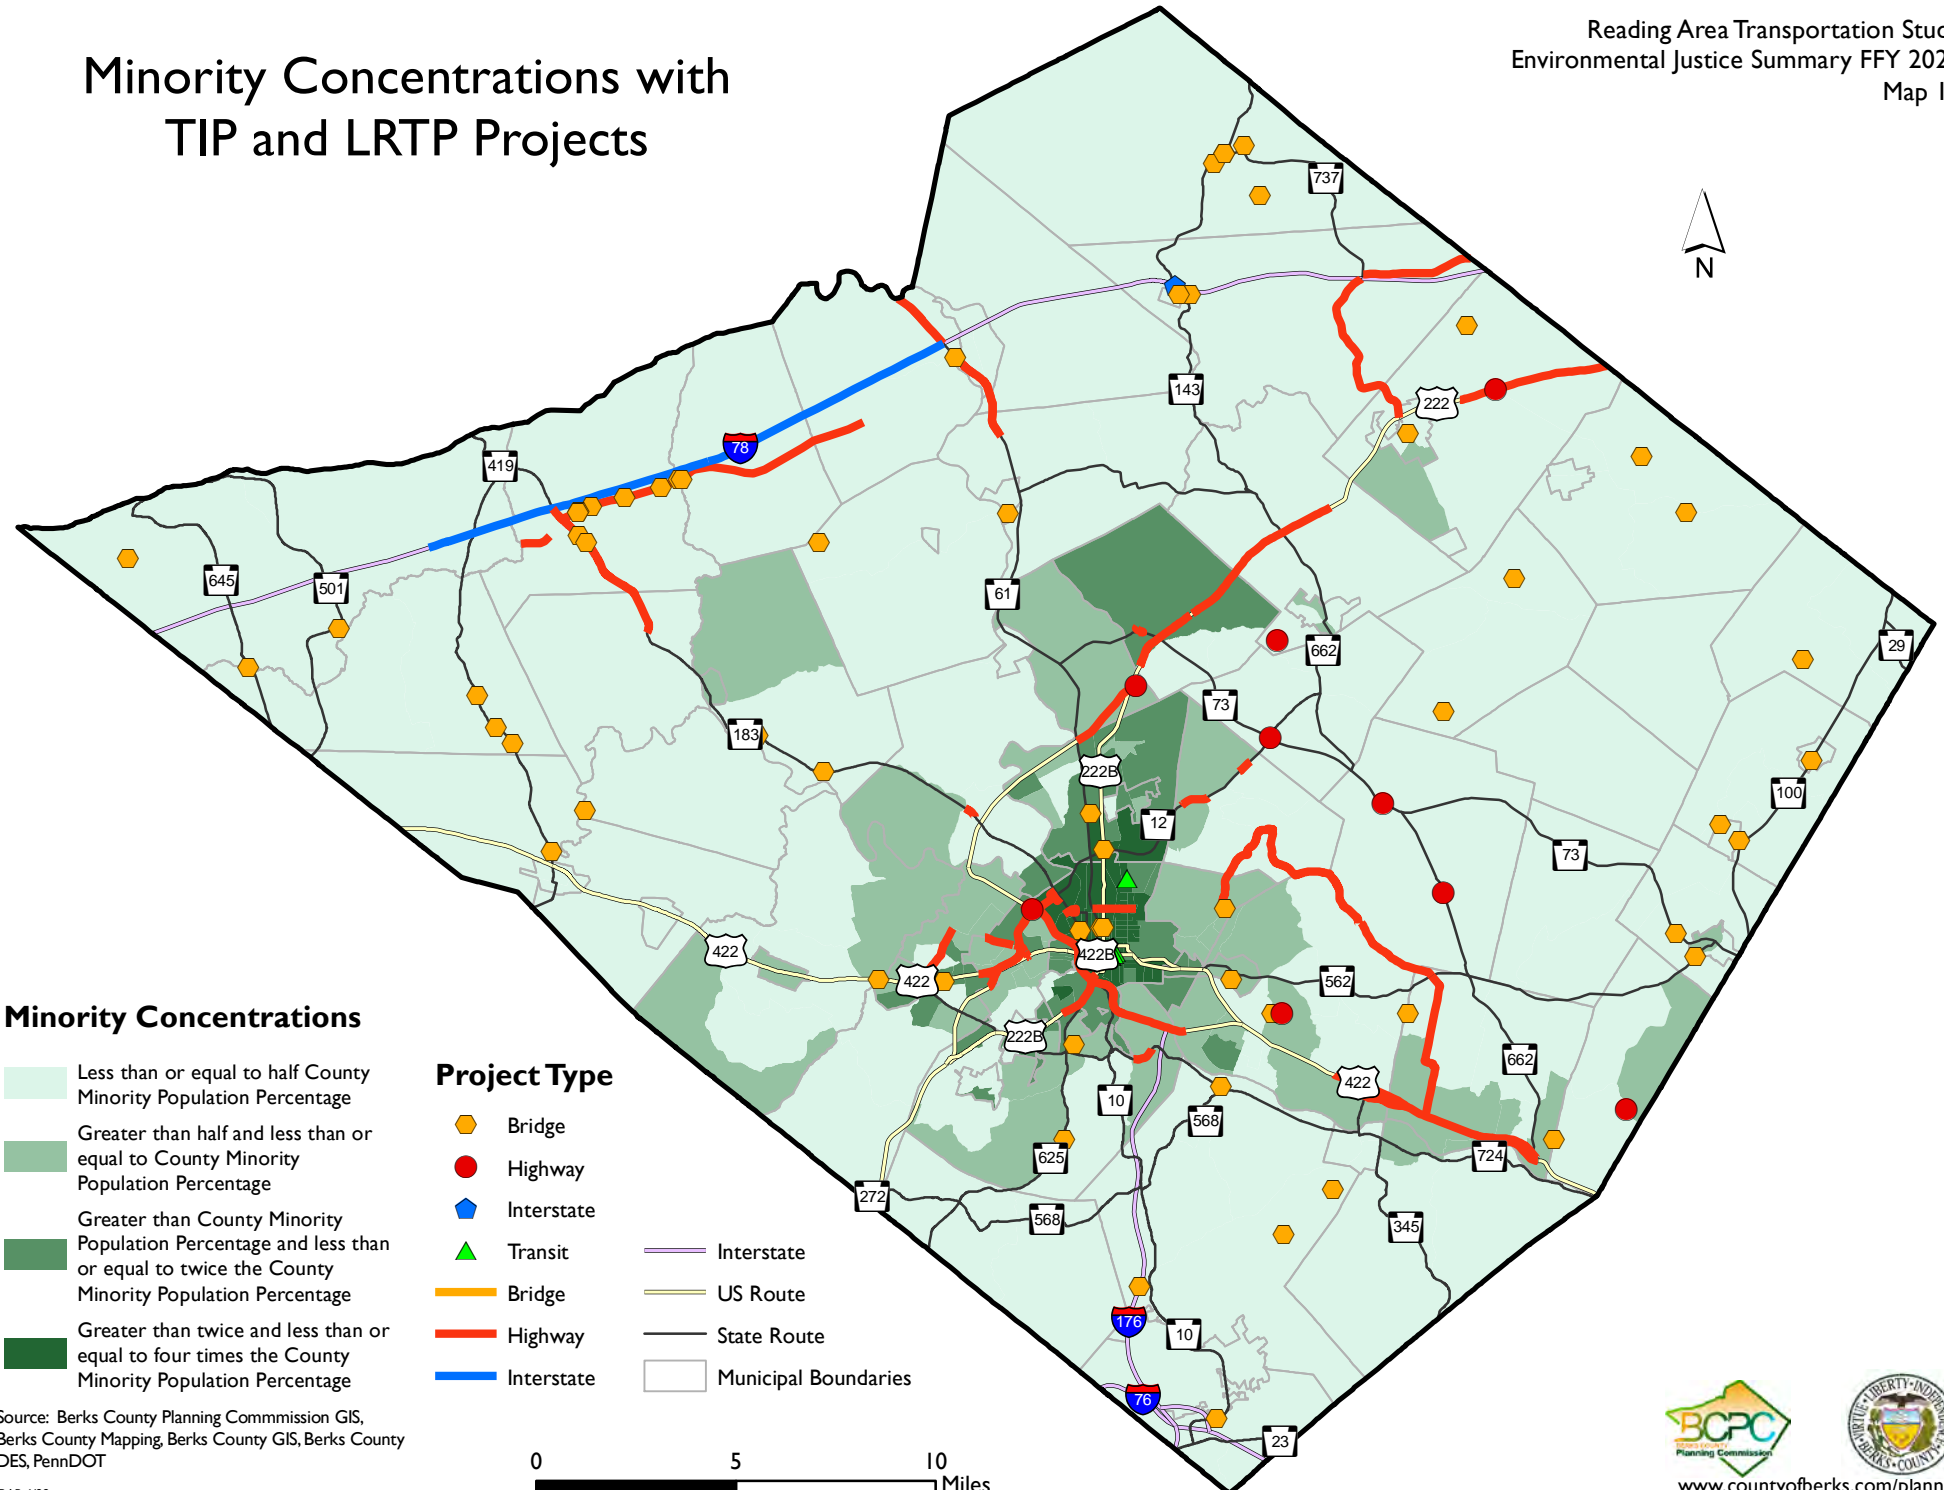 Minority Concentrations with
TIP and LRTP Projects
Reading Area Transportation
Environmental Justice Summary FFY
Map
N
737
143
222
78
419
645
501
61
662
29
73
183
222B
100
12
73
422
422
422B
562
222B
662
422
10
568
625
724
272
568
345
176
10
76
23
Minority Concentrations
Less than or equal to half County
Minority Population Percentage
Greater than half and less than or
equal to County Minority
Population Percentage
Greater than County Minority
Population Percentage and less than
or equal to twice the County
Minority Population Percentage
Greater than twice and less than or
equal to four times the County
Minority Population Percentage
Project Type
Bridge
Highway
Interstate
Transit
Bridge
Highway
Interstate
Interstate
US Route
State Route
Municipal Boundaries
Source: Berks County Planning Commmission GIS,
Berks County Mapping, Berks County GIS, Berks County
DES, PennDOT
0 5 10
Miles
BCPC
Planning Commission
www.countyofberks.com/plann